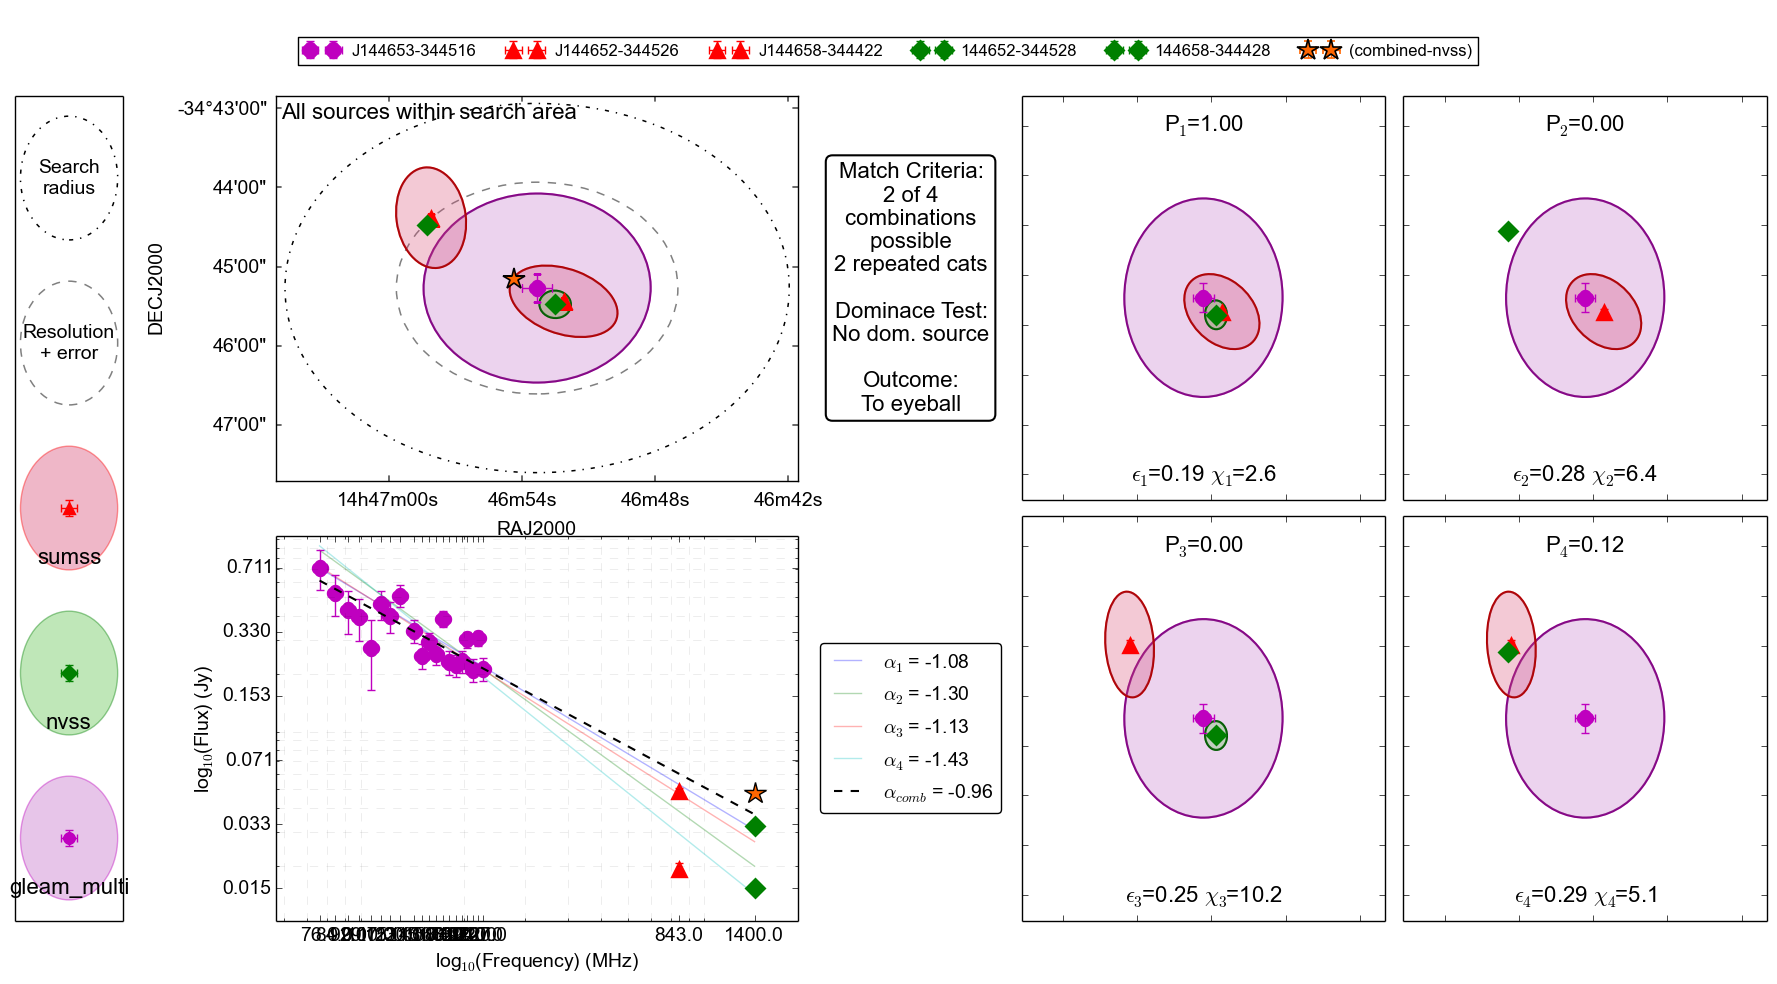 J144653-344516 J144652-344526 J144658-344422 144652-344528 144658-344428 (combined-nvss)
Search
radius
Resolution
+ error
sumss
nvss
gleam_multi
All sources within search area
DECJ2000
-34°43'00"
44'00"
45'00"
46'00"
47'00"
14h47m00s 46m54s 46m48s 46m42s
RAJ2000
Match Criteria:
2 of 4
combinations
possible
2 repeated cats
Dominace Test:
No dom. source
Outcome:
To eyeball
P1=1.00
ϵ1=0.19 χ1=2.6
P2=0.00
ϵ2=0.28 χ2=6.4
P3=0.00
ϵ3=0.25 χ3=10.2
P4=0.12
ϵ4=0.29 χ4=5.1
log10(Flux) (Jy)
0.711
0.330
0.153
0.071
0.033
0.015
843.0 1400.0
log10(Frequency) (MHz)
α1 = -1.08
α2 = -1.30
α3 = -1.13
α4 = -1.43
αcomb = -0.96